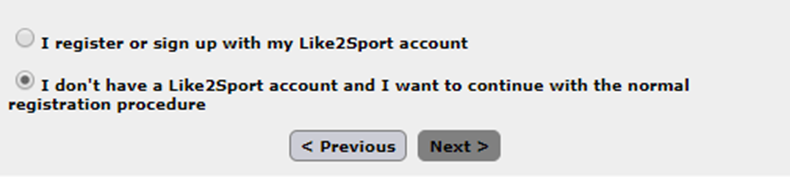 I register or sign up with my Like2Sport account
I don't have a Like2Sport account and I want to continue with the normal
registration procedure
< Previous Next >